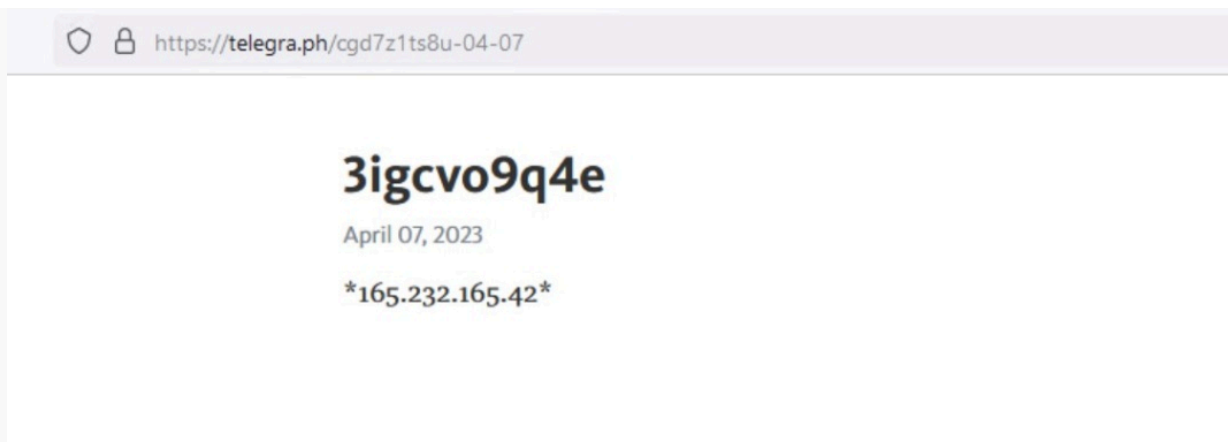 https://telegra.ph/cgd7z1ts8u-04-07
3igcvo9q4e
April 07, 2023
*165.232.165.42*